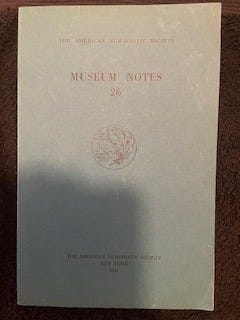 THE AMERICAN NUMISMATIC SOCIETY
MUSEUM NOTES
26
THE AMERICAN NUMISMATIC SOCIETY
NEW YORK